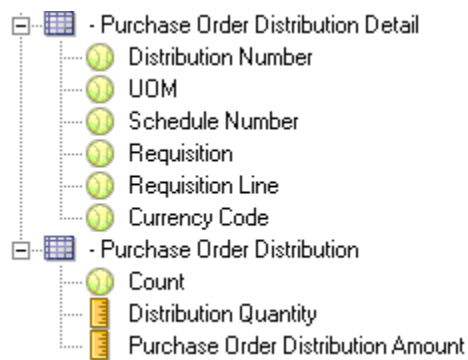 - Purchase Order Distribution Detail
Distribution Number
UOM
Schedule Number
Requisition
Requisition Line
Currency Code
- Purchase Order Distribution
Count
Distribution Quantity
Purchase Order Distribution Amount